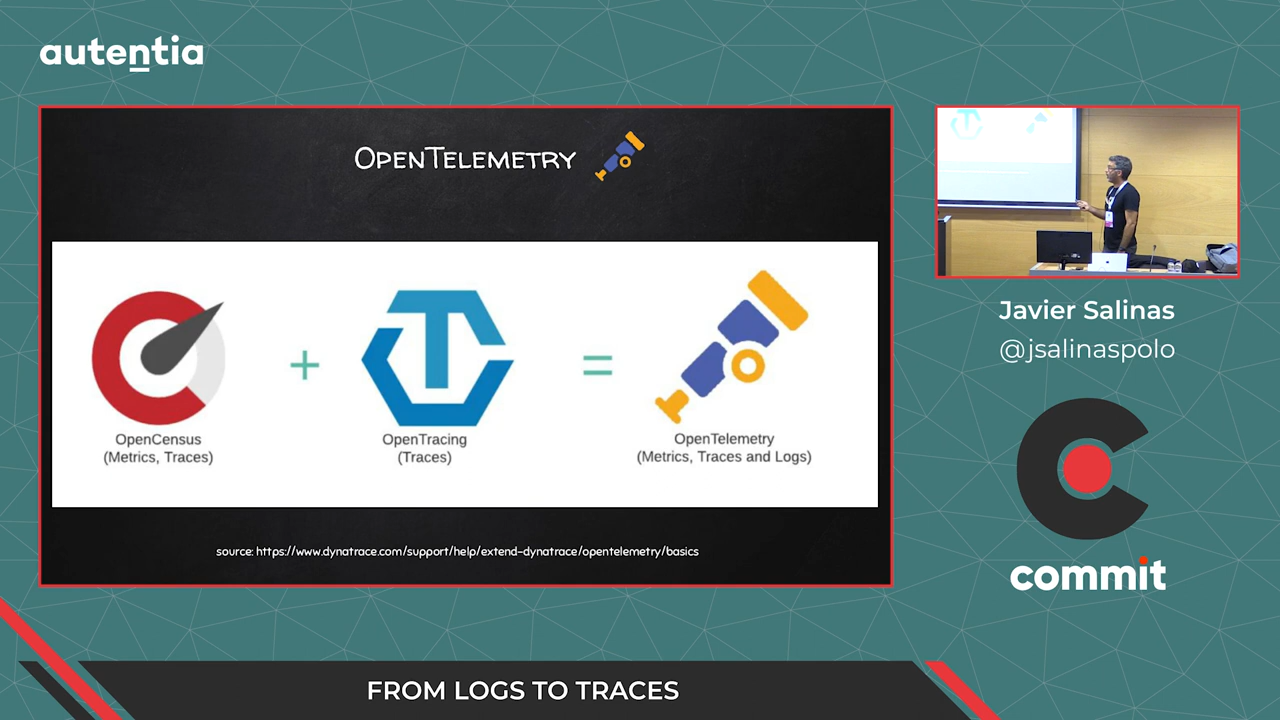 autentia
OPENTELEMETRY
+
=
OpenCensus
(Metrics, Traces)
OpenTracing
(Traces)
OpenTelemetry
(Metrics, Traces and Logs)
source: https://www.dynatrace.com/support/help/extend-dynatrace/opentelemetry/basics
Javier Salinas
@jsalinaspolo
commit
FROM LOGS TO TRACES